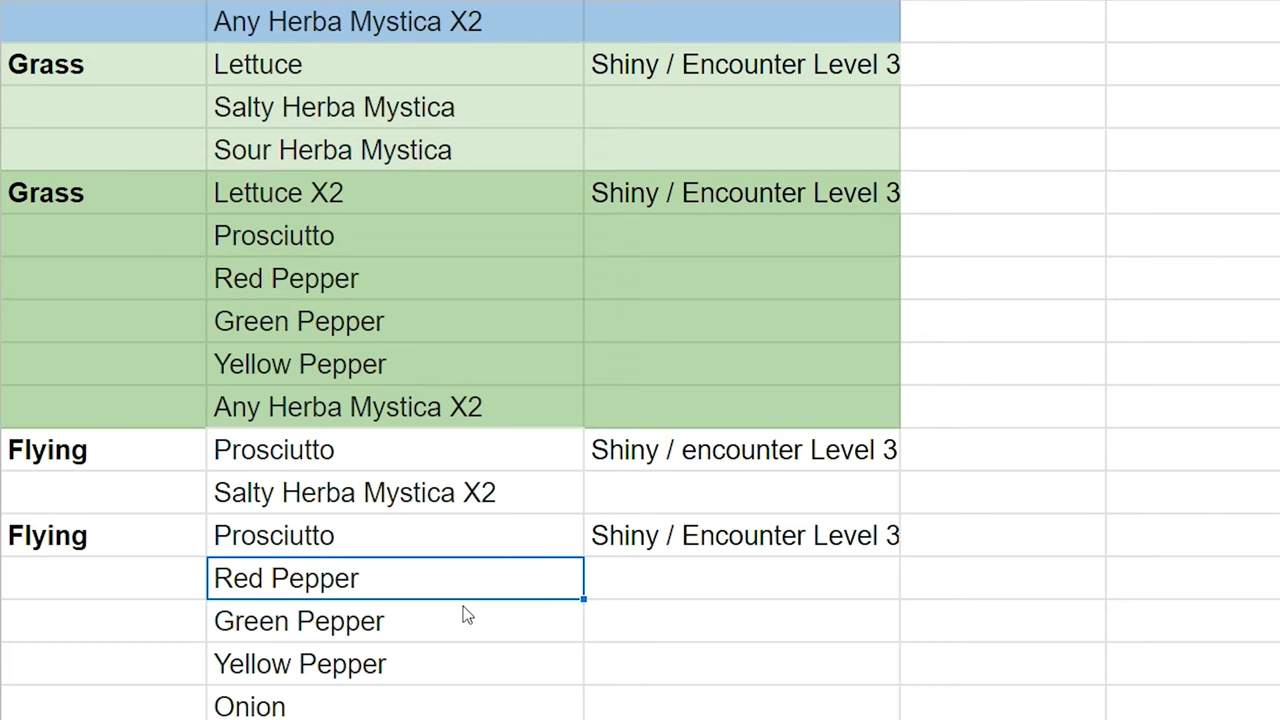 Any Herba Mystica X2
Grass Lettuce Shiny / Encounter Level 3
Salty Herba Mystica
Sour Herba Mystica
Grass Lettuce X2 Shiny / Encounter Level 3
Prosciutto
Red Pepper
Green Pepper
Yellow Pepper
Any Herba Mystica X2
Flying Prosciutto Shiny / encounter Level 3
Salty Herba Mystica X2
Flying Prosciutto Shiny / Encounter Level 3
Red Pepper
Green Pepper
Yellow Pepper
Onion